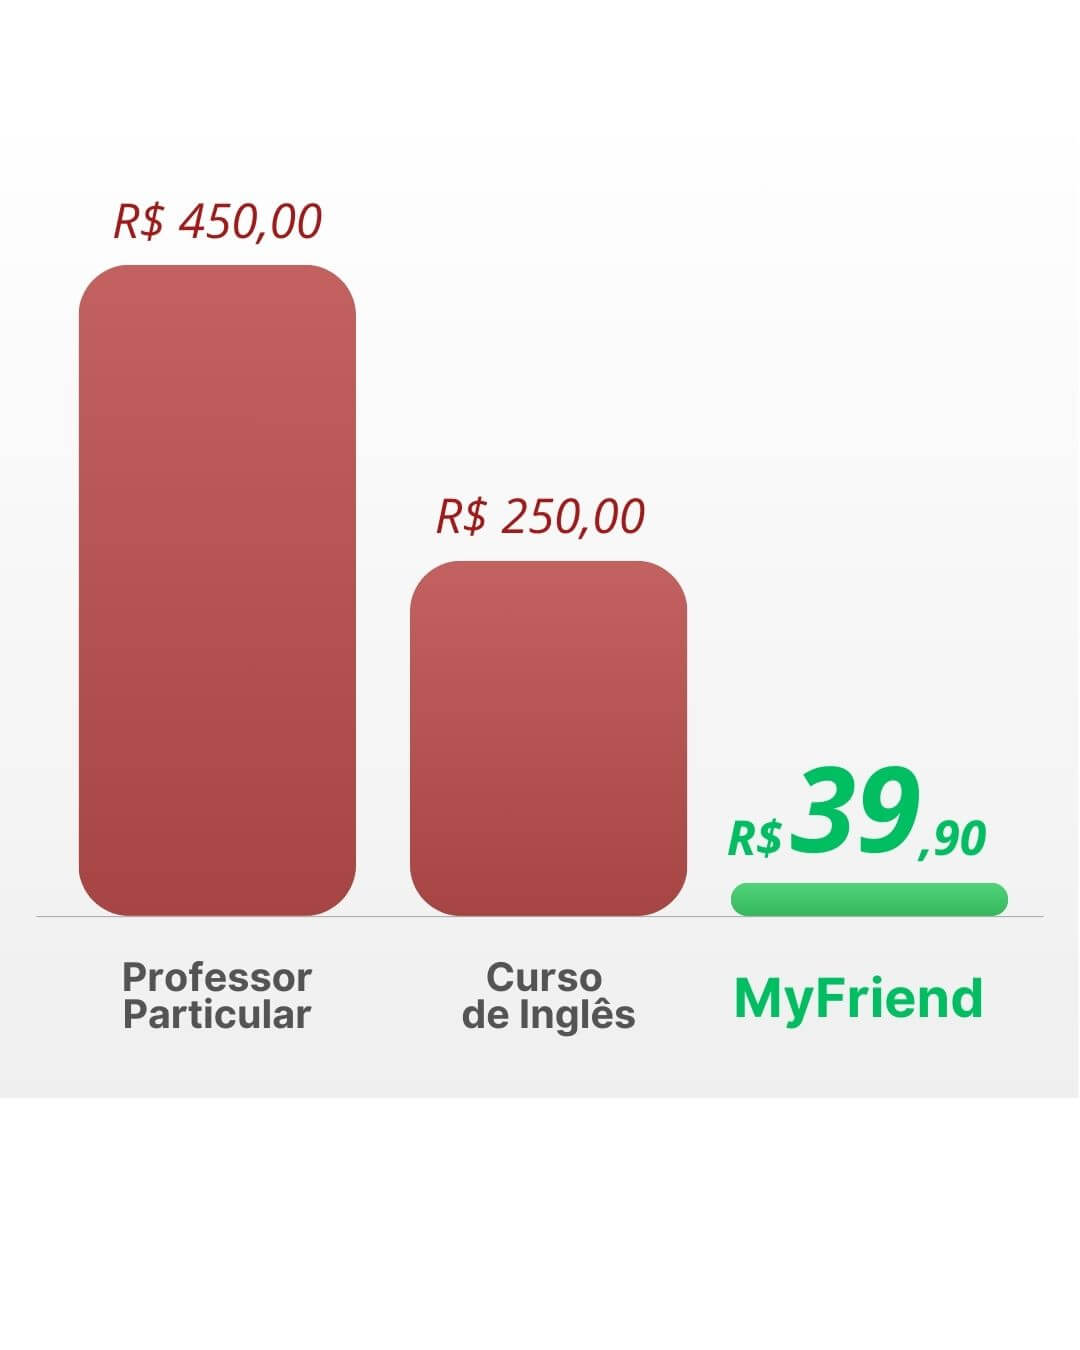 R$ 450,00
R$ 250,00
R$ 39,90
Professor
Particular
Curso
de Inglês
MyFriend